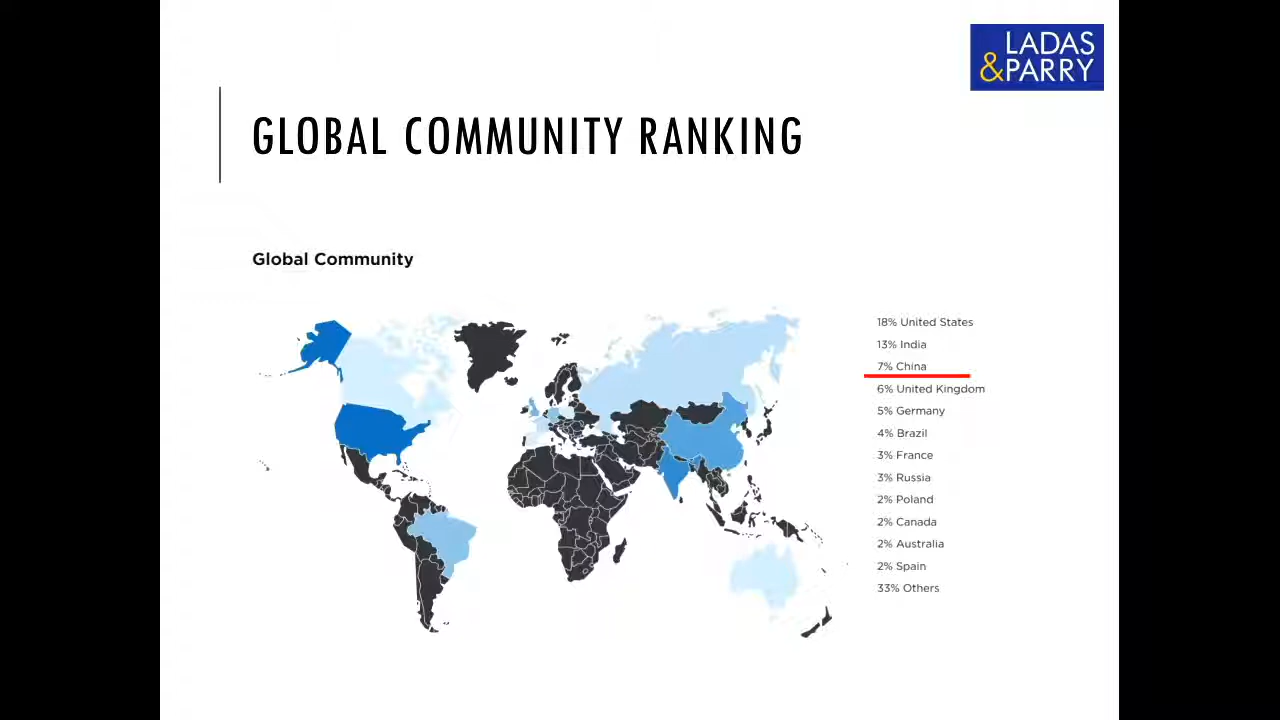 LADAS
&PARRY
GLOBAL COMMUNITY RANKING
Global Community
18% United States
13% India
7% China
6% United Kingdom
5% Germany
4% Brazil
3% France
3% Russia
2% Poland
2% Canada
2% Australia
2% Spain
33% Others